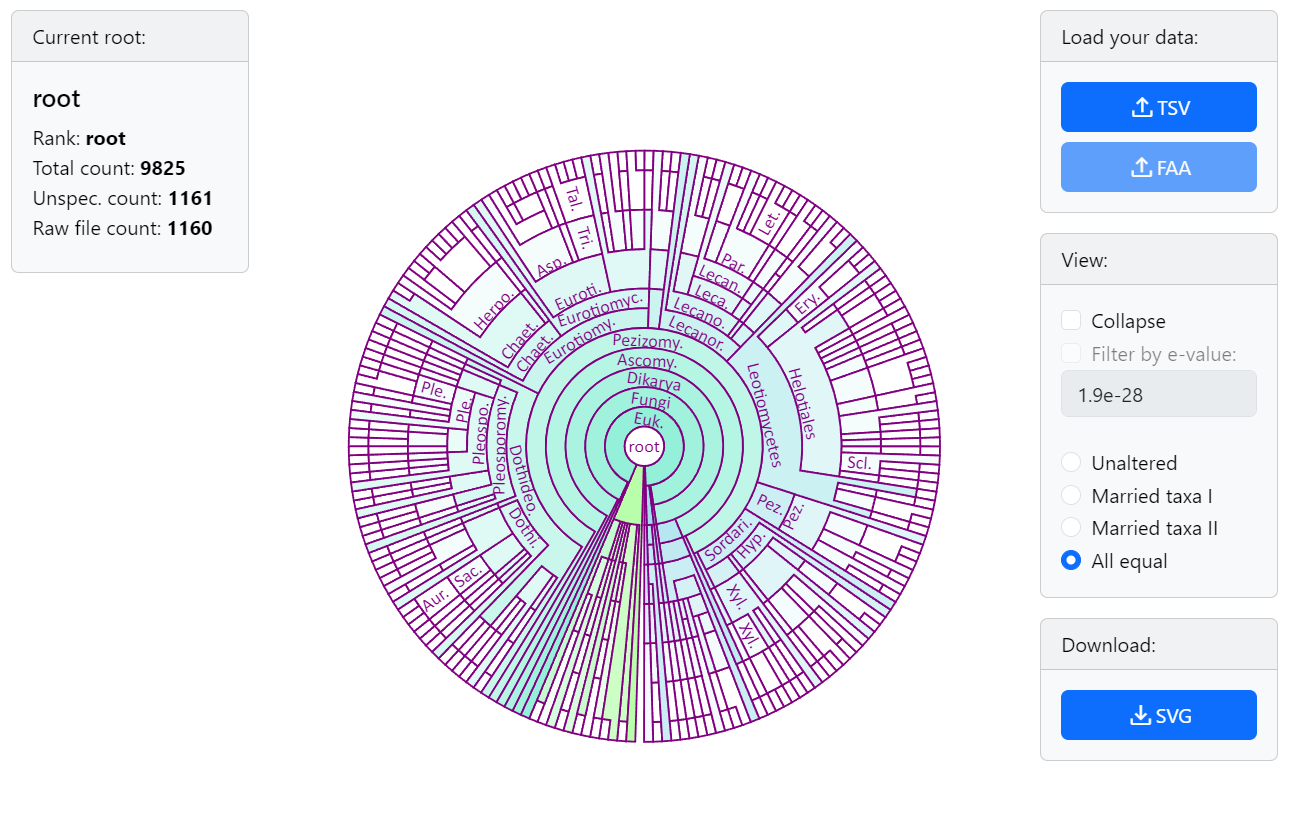 Current root:
root
Rank: root
Total count: 9825
Unspec. count: 1161
Raw file count: 1160
Tal.
Tri.
Asp.
Euroti.
Eurotiomyc.
Eurotiomy.
Herpo.
Chaet.
Chaet.
Let.
Par.
Lecan.
Leca.
Lecano.
Lecanor.
Ery.
Pezizomy.
Ascomy.
Dikarya
Fungi
Euk.
root
Leotiomycetes
Helotiales
Scl.
Ple.
Ple.
Pleospo.
Pleosporomy.
Dothideo.
Dothi.
Sac.
Aur.
Pez.
Pez.
Sordari.
Hyp.
Xyl.
Xyl.
Load your data:
TSV
FAA
View:
Collapse
Filter by e-value:
1.9e-28
Unaltered
Married taxa I
Married taxa II
All equal
Download:
SVG